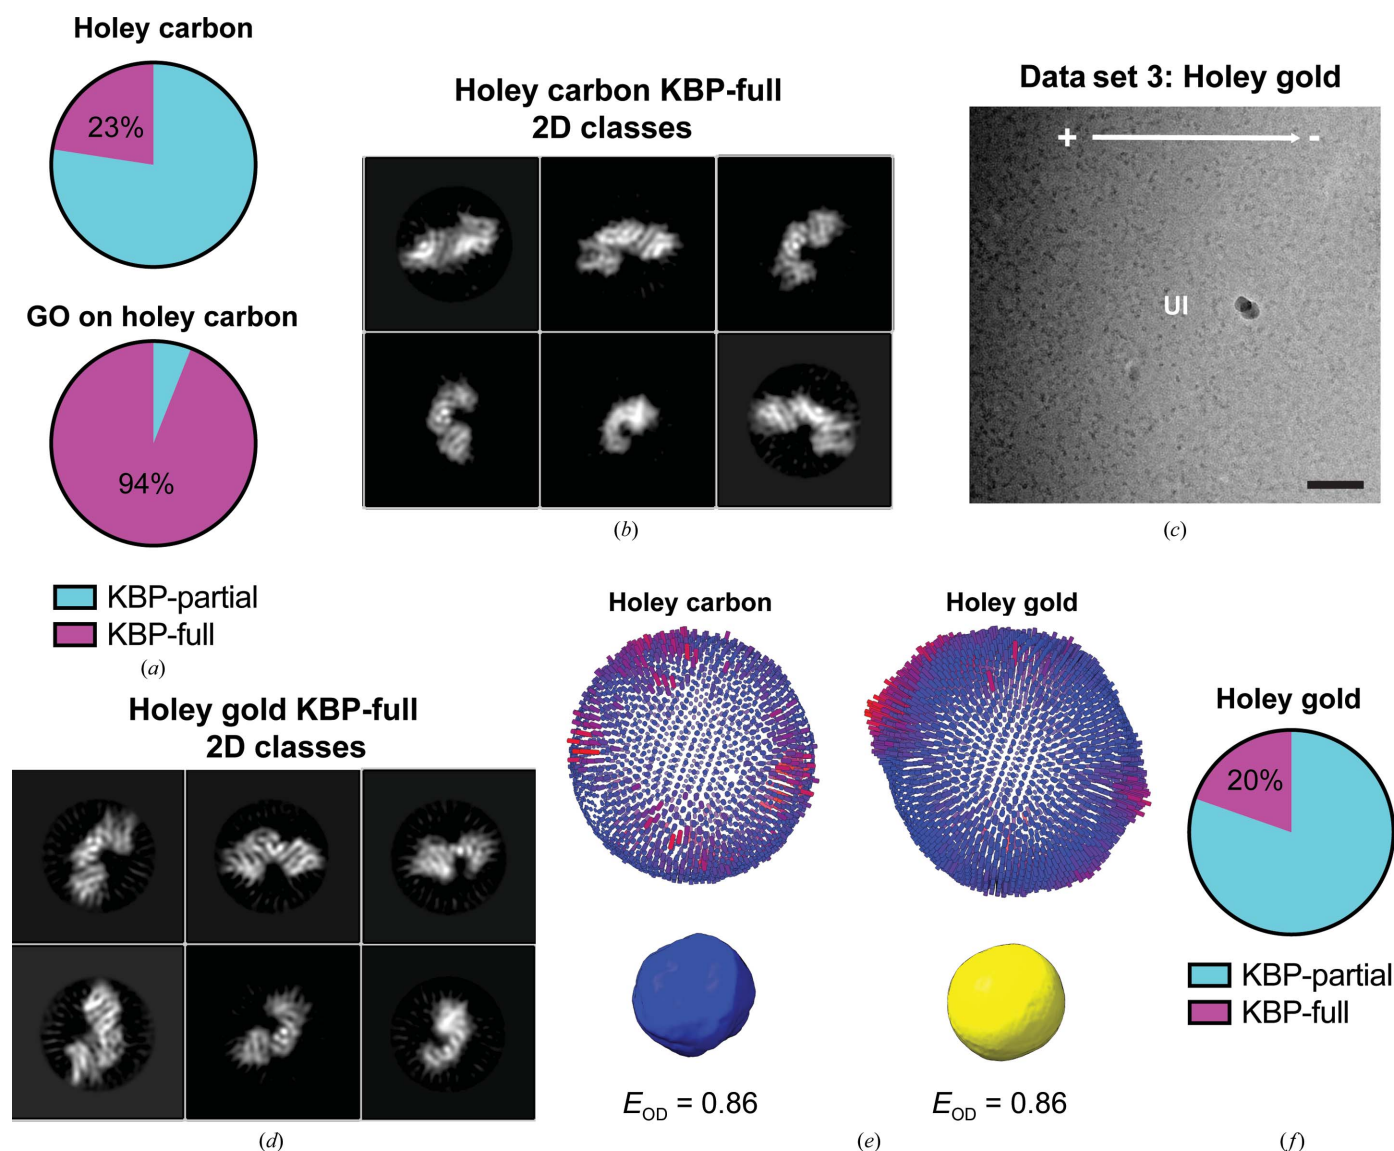 Holey carbon
23%
GO on holey carbon
94%
KBP-partial
KBP-full
(a)
Holey carbon KBP-full
2D classes
(b)
Data set 3: Holey gold
+ -
UI
(c)
Holey gold KBP-full
2D classes
(d)
Holey carbon
Holey gold
E_OD = 0.86
E_OD = 0.86
(e)
Holey gold
20%
KBP-partial
KBP-full
(f)